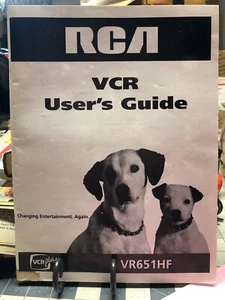 RCA
VCR
User's Guide
Changing Entertainment. Again.
VCR Plus+
VR651HF